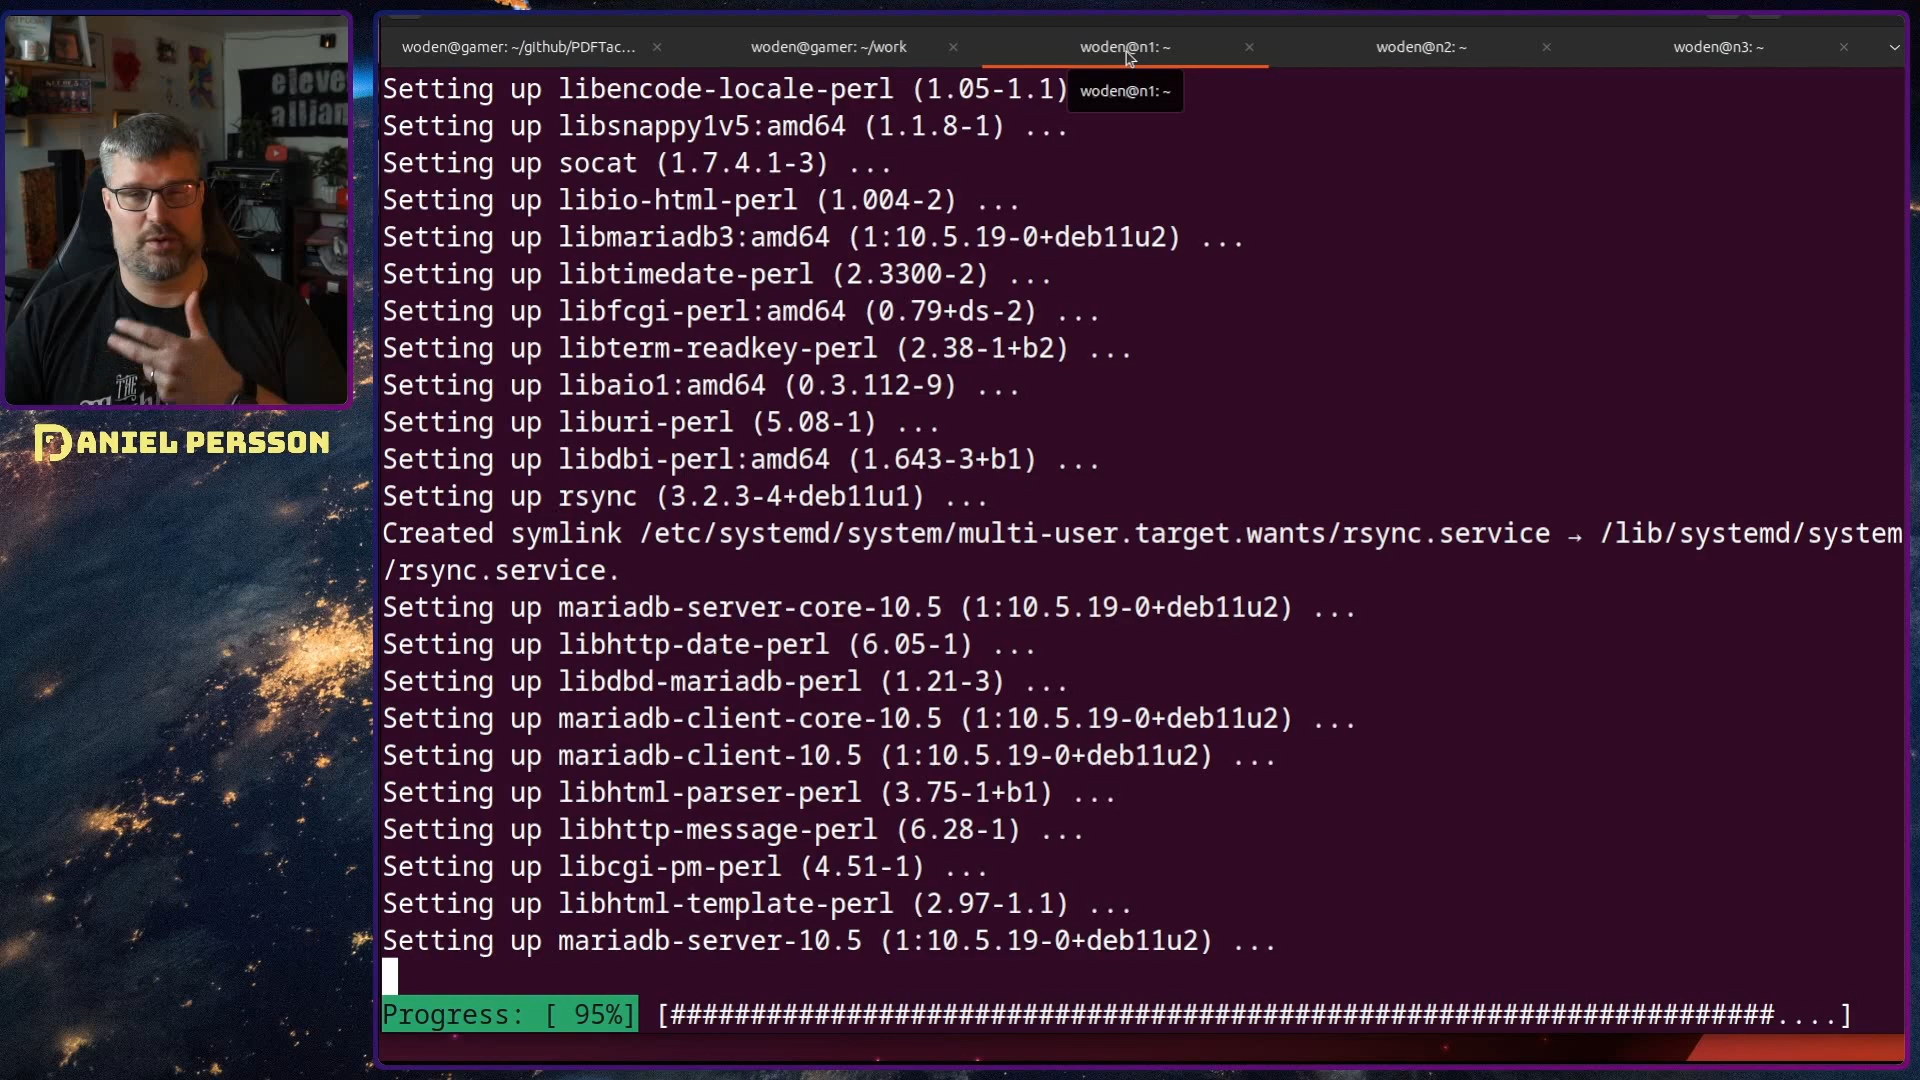 woden@gamer: ~/github/PDFTac...
woden@gamer: ~/work
woden@n1: ~
woden@n2: ~
woden@n3: ~
woden@n1: ~
Setting up libencode-locale-perl (1.05-1.1)
Setting up libsnappy1v5:amd64 (1.1.8-1) ...
Setting up socat (1.7.4.1-3) ...
Setting up libio-html-perl (1.004-2) ...
Setting up libmariadb3:amd64 (1:10.5.19-0+deb11u2) ...
Setting up libtimedate-perl (2.3300-2) ...
Setting up libfcgi-perl:amd64 (0.79+ds-2) ...
Setting up libterm-readkey-perl (2.38-1+b2) ...
Setting up libaio1:amd64 (0.3.112-9) ...
Setting up liburi-perl (5.08-1) ...
Setting up libdbi-perl:amd64 (1.643-3+b1) ...
Setting up rsync (3.2.3-4+deb11u1) ...
Created symlink /etc/systemd/system/multi-user.target.wants/rsync.service → /lib/systemd/system
/rsync.service.
Setting up mariadb-server-core-10.5 (1:10.5.19-0+deb11u2) ...
Setting up libhttp-date-perl (6.05-1) ...
Setting up libdbd-mariadb-perl (1.21-3) ...
Setting up mariadb-client-core-10.5 (1:10.5.19-0+deb11u2) ...
Setting up mariadb-client-10.5 (1:10.5.19-0+deb11u2) ...
Setting up libhtml-parser-perl (3.75-1+b1) ...
Setting up libhttp-message-perl (6.28-1) ...
Setting up libcgi-pm-perl (4.51-1) ...
Setting up libhtml-template-perl (2.97-1.1) ...
Setting up mariadb-server-10.5 (1:10.5.19-0+deb11u2) ...
Progress: [ 95%] [#####################################################################....]
DANIEL PERSSON
eleve
allian
THE